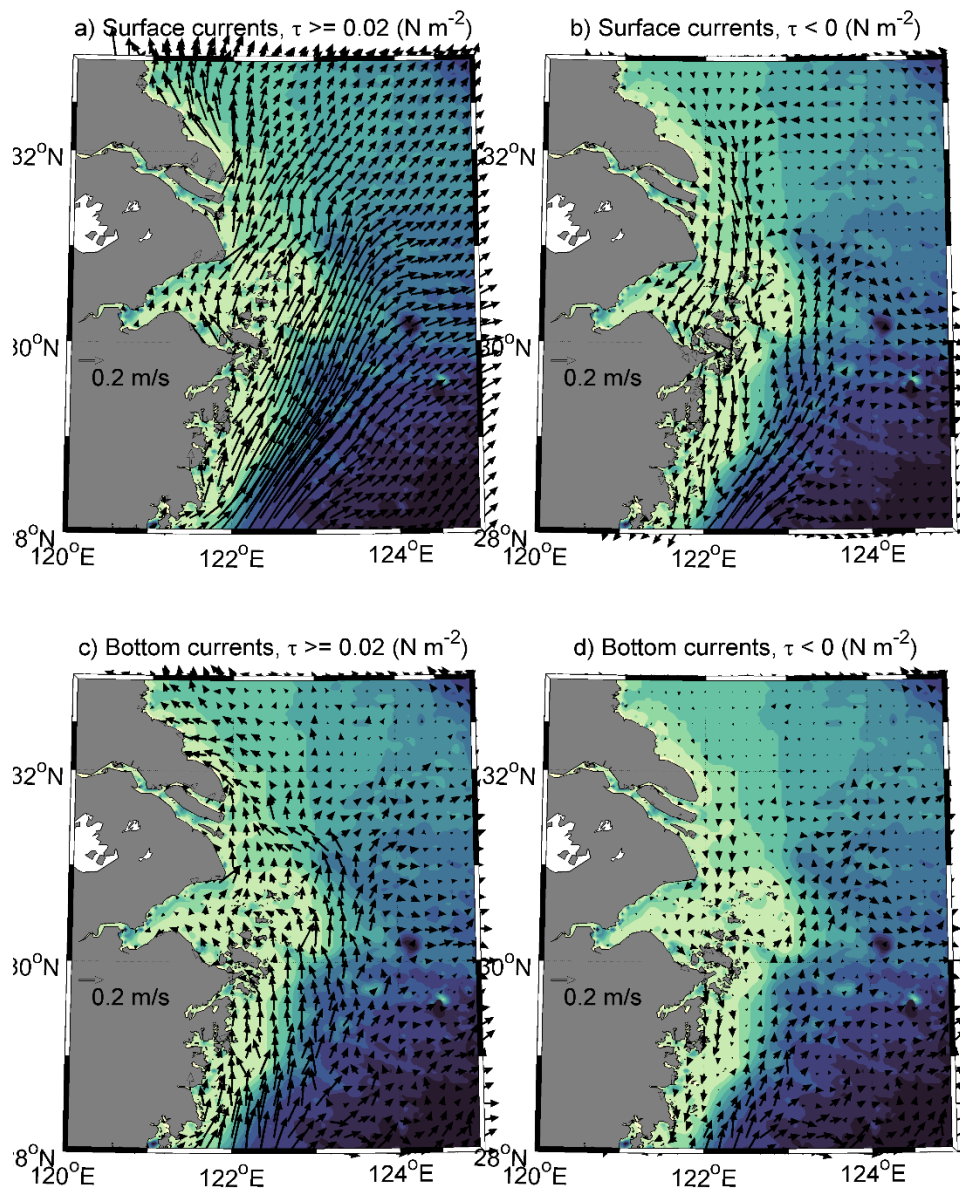 a) Surface currents, τ >= 0.02 (N m⁻²)
b) Surface currents, τ < 0 (N m⁻²)
32°N
32°N
30°N
30°N
0.2 m/s
0.2 m/s
8°N
28°N
120°E
122°E
124°E
120°E
122°E
124°E
c) Bottom currents, τ >= 0.02 (N m⁻²)
d) Bottom currents, τ < 0 (N m⁻²)
32°N
32°N
30°N
30°N
0.2 m/s
0.2 m/s
8°N
28°N
120°E
122°E
124°E
120°E
122°E
124°E